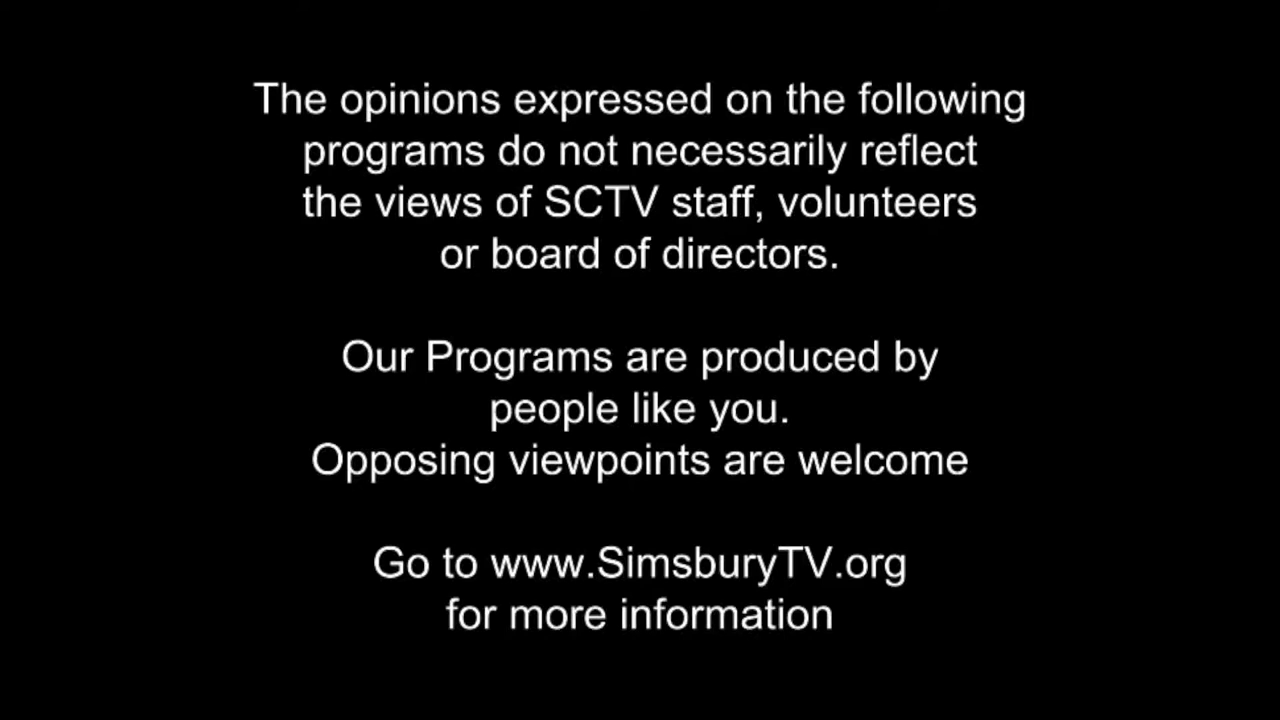 The opinions expressed on the following
programs do not necessarily reflect
the views of SCTV staff, volunteers
or board of directors.
Our Programs are produced by
people like you.
Opposing viewpoints are welcome
Go to www.SimsburyTV.org
for more information